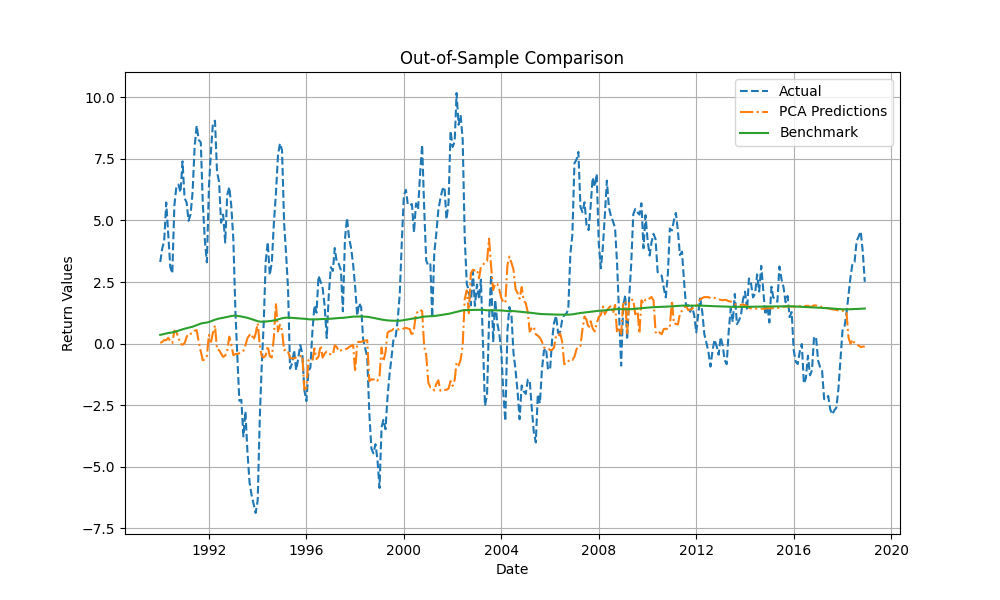 Out-of-Sample Comparison
Actual
PCA Predictions
Benchmark
Return Values
10.0
7.5
5.0
2.5
0.0
−2.5
−5.0
−7.5
1992 1996 2000 2004 2008 2012 2016 2020
Date